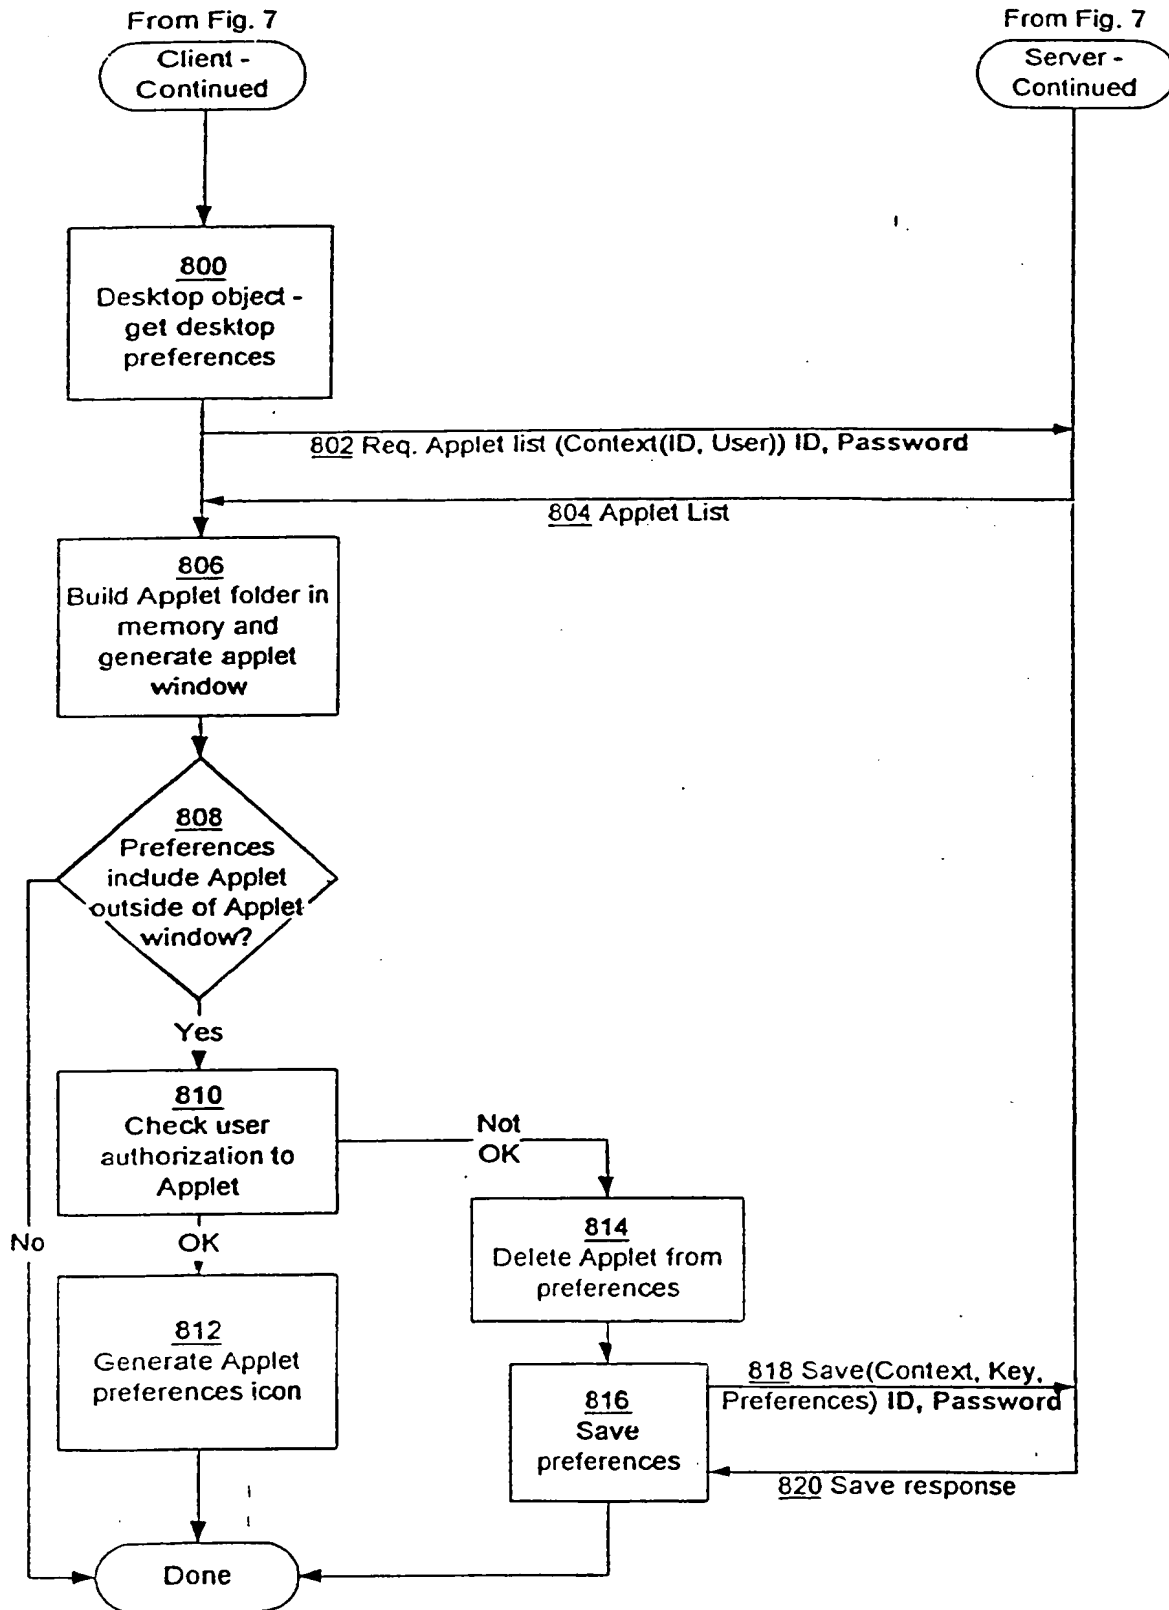 From Fig. 7
Client -
Continued
From Fig. 7
Server -
Continued
800
Desktop object -
get desktop
preferences
802 Req. Applet list (Context(ID, User)) ID, Password
804 Applet List
806
Build Applet folder in
memory and
generate applet
window
808
Preferences
include Applet
outside of Applet
window?
Yes
No
810
Check user
authorization to
Applet
Not
OK
OK
812
Generate Applet
preferences icon
814
Delete Applet from
preferences
816
Save
preferences
818 Save(Context, Key,
Preferences) ID, Password
820 Save response
Done